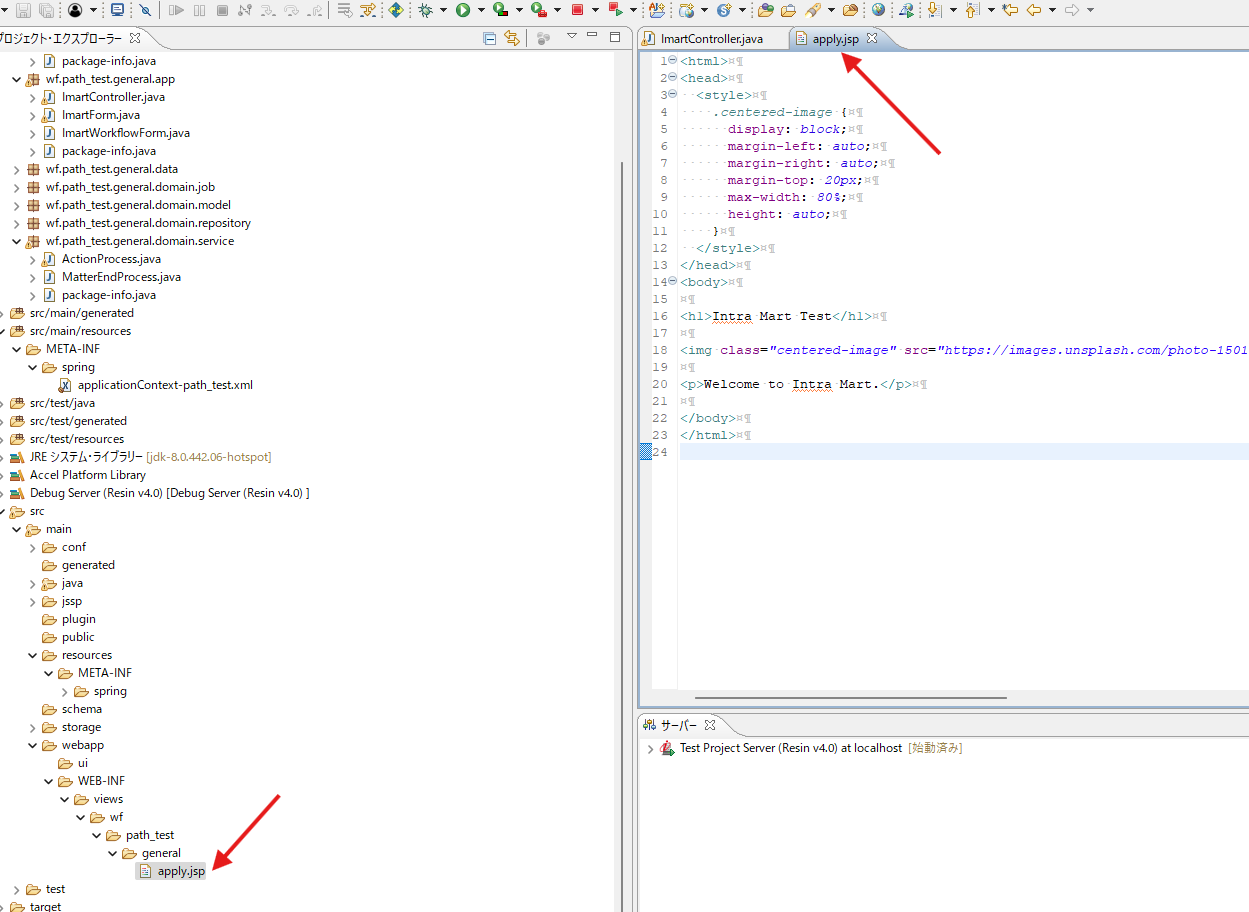 プロジェクト・エクスプローラー
package-info.java
wf.path_test.general.app
ImartController.java
ImartForm.java
ImartWorkflowForm.java
package-info.java
wf.path_test.general.data
wf.path_test.general.domain.job
wf.path_test.general.domain.model
wf.path_test.general.domain.repository
wf.path_test.general.domain.service
ActionProcess.java
MatterEndProcess.java
package-info.java
src/main/generated
src/main/resources
META-INF
spring
applicationContext-path_test.xml
src/test/java
src/test/generated
src/test/resources
JRE システム・ライブラリー [jdk-8.0.442.06-hotspot]
Accel Platform Library
Debug Server (Resin v4.0) [Debug Server (Resin v4.0) ]
src
main
conf
generated
java
jssp
plugin
public
resources
META-INF
spring
schema
storage
webapp
ui
WEB-INF
views
wf
path_test
general
apply.jsp
test
target
ImartController.java
apply.jsp
1 <html>¤¶
2 <head>¤¶
3 ··<style>¤¶
4 ····.centered-image·{¤¶
5 ······display:·block;¤¶
6 ······margin-left:·auto;¤¶
7 ······margin-right:·auto;¤¶
8 ······margin-top:·20px;¤¶
9 ······max-width:·80%;¤¶
10 ······height:·auto;¤¶
11 ····}¤¶
12 ··</style>¤¶
13 </head>¤¶
14 <body>¤¶
15 ¤¶
16 <h1>Intra·Mart·Test</h1>¤¶
17 ¤¶
18 <img·class="centered-image"·src="https://images.unsplash.com/photo-1501
19 ¤¶
20 <p>Welcome·to·Intra·Mart.</p>¤¶
21 ¤¶
22 </body>¤¶
23 </html>¤¶
24
サーバー
Test Project Server (Resin v4.0) at localhost [始動済み]